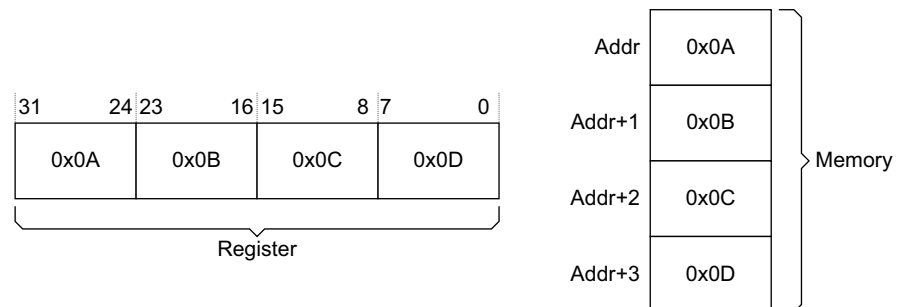 31 24 23 16 15 8 7 0
0x0A 0x0B 0x0C 0x0D
Register
Addr 0x0A
Addr+1 0x0B
Addr+2 0x0C
Addr+3 0x0D
Memory